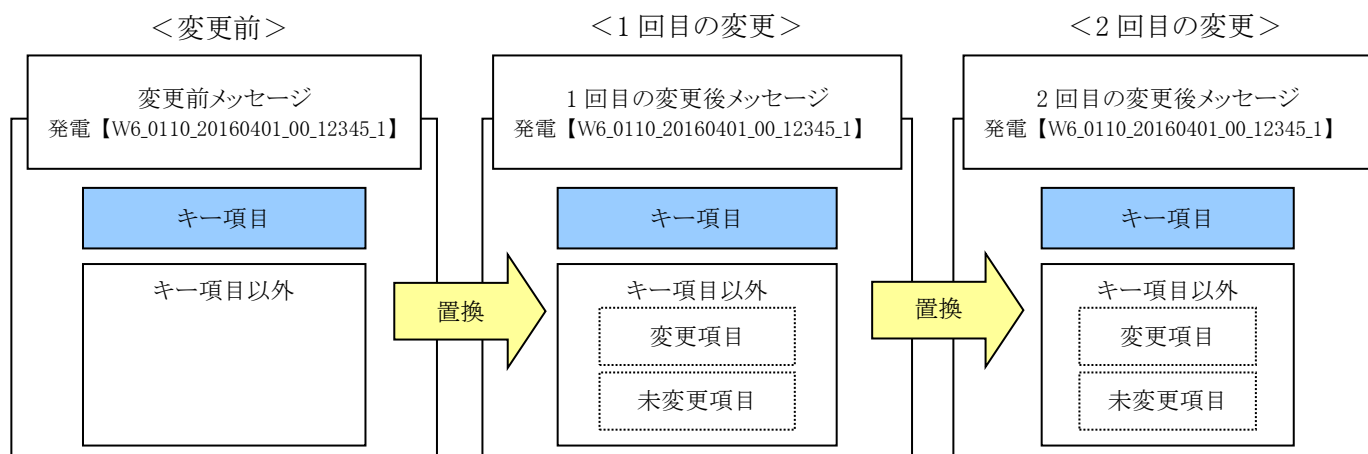 ＜変更前＞
変更前メッセージ
発電【W6_0110_20160401_00_12345_1】
キー項目
キー項目以外
置換
＜1回目の変更＞
1回目の変更後メッセージ
発電【W6_0110_20160401_00_12345_1】
キー項目
キー項目以外
変更項目
未変更項目
置換
＜2回目の変更＞
2回目の変更後メッセージ
発電【W6_0110_20160401_00_12345_1】
キー項目
キー項目以外
変更項目
未変更項目